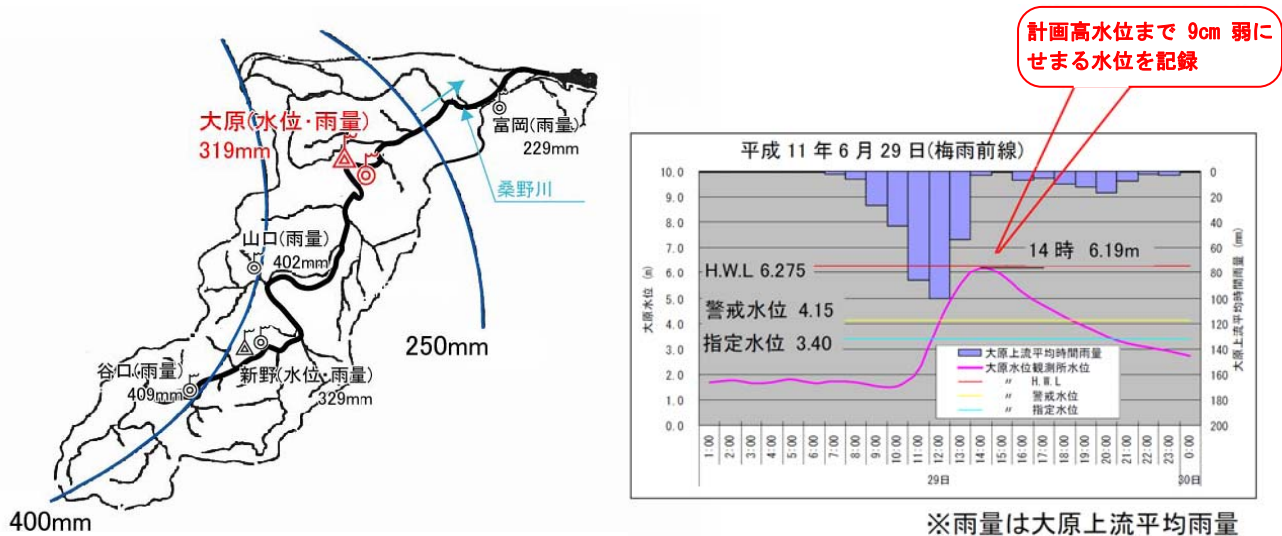 計画高水位まで 9cm 弱に
せまる水位を記録
大原(水位・雨量)
319mm
富岡(雨量)
229mm
桑野川
山口(雨量)
402mm
250mm
谷口(雨量)
409mm
新野(水位・雨量)
329mm
400mm
平成 11 年 6 月 29 日(梅雨前線)
10.0
9.0
8.0
7.0
6.0
5.0
4.0
3.0
2.0
1.0
0.0
大原水位 (m)
0
20
40
60
80
100
120
140
160
180
200
大原上流平均時間雨量 (mm)
14 時 6.19m
H.W.L 6.275
警戒水位 4.15
指定水位 3.40
大原上流平均時間雨量
大原水位観測所水位
〃 H.W.L
〃 警戒水位
〃 指定水位
1:00 2:00 3:00 4:00 5:00 6:00 7:00 8:00 9:00 10:00 11:00 12:00 13:00 14:00 15:00 16:00 17:00 18:00 19:00 20:00 21:00 22:00 23:00 0:00
29日 30日
※雨量は大原上流平均雨量